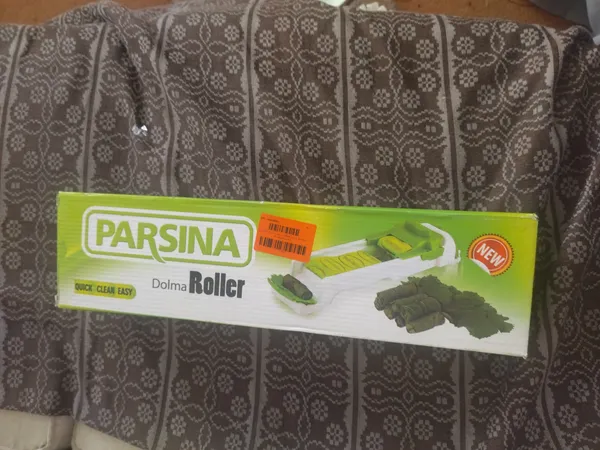 PARSINA
Dolma Roller
QUICK CLEAN EASY
NEW